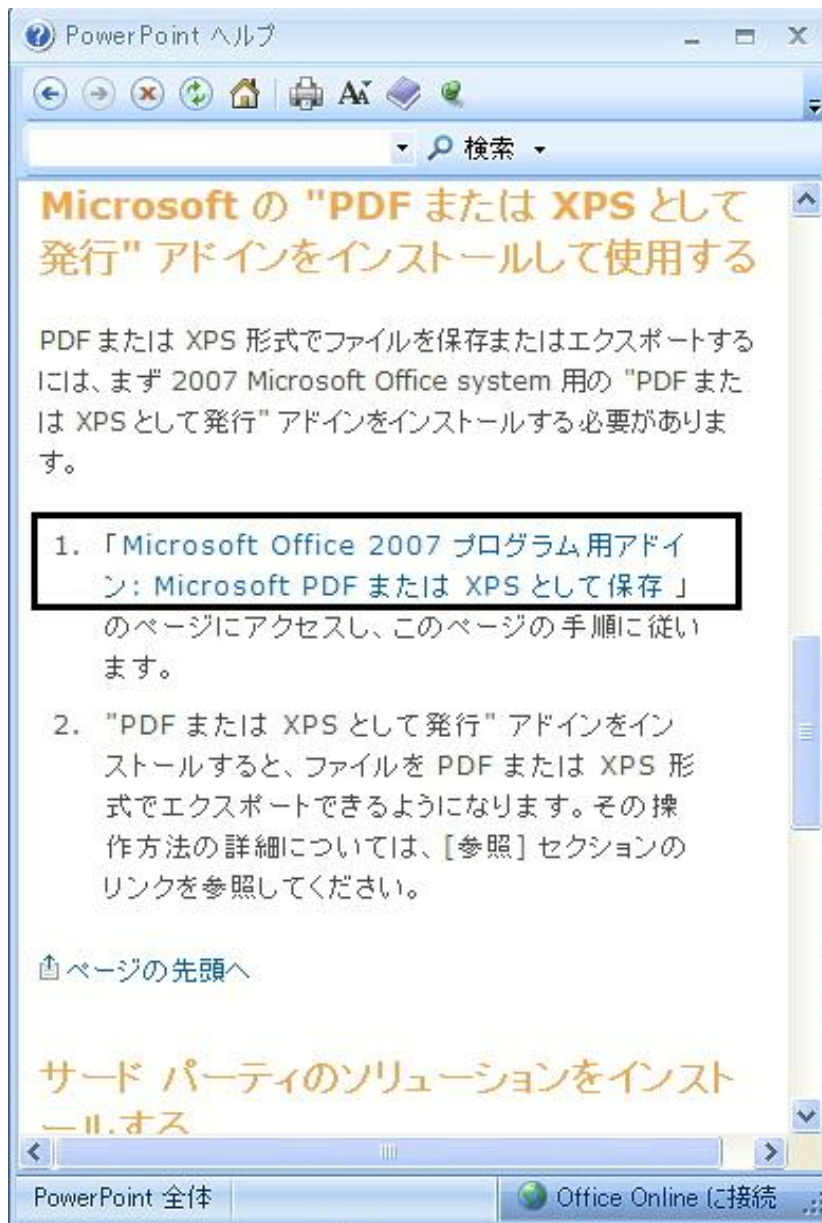 PowerPoint ヘルプ
検索
Microsoft の "PDF または XPS として
発行" アドインをインストールして使用する
PDF または XPS 形式でファイルを保存またはエクスポートする
には、まず 2007 Microsoft Office system 用の "PDF また
は XPS として発行" アドインをインストールする必要がありま
す。
1. 「Microsoft Office 2007 プログラム用アドイ
ン: Microsoft PDF または XPS として保存 」
のページにアクセスし、このページの手順に従い
ます。
2. "PDF または XPS として発行" アドインをイン
ストールすると、ファイルを PDF または XPS 形
式でエクスポートできるようになります。その操
作方法の詳細については、[参照] セクションの
リンクを参照してください。
ページの先頭へ
サード パーティのソリューションをインスト
ールする
PowerPoint 全体
Office Online に接続